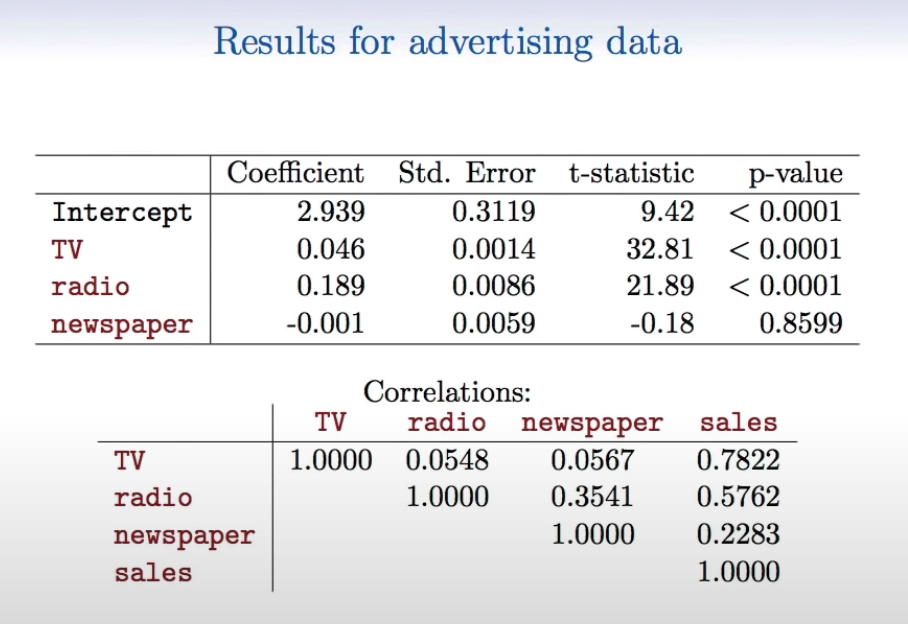 Results for advertising data
Coefficient Std. Error t-statistic p-value
Intercept 2.939 0.3119 9.42 < 0.0001
TV 0.046 0.0014 32.81 < 0.0001
radio 0.189 0.0086 21.89 < 0.0001
newspaper -0.001 0.0059 -0.18 0.8599
Correlations:
TV radio newspaper sales
TV 1.0000 0.0548 0.0567 0.7822
radio 1.0000 0.3541 0.5762
newspaper 1.0000 0.2283
sales 1.0000